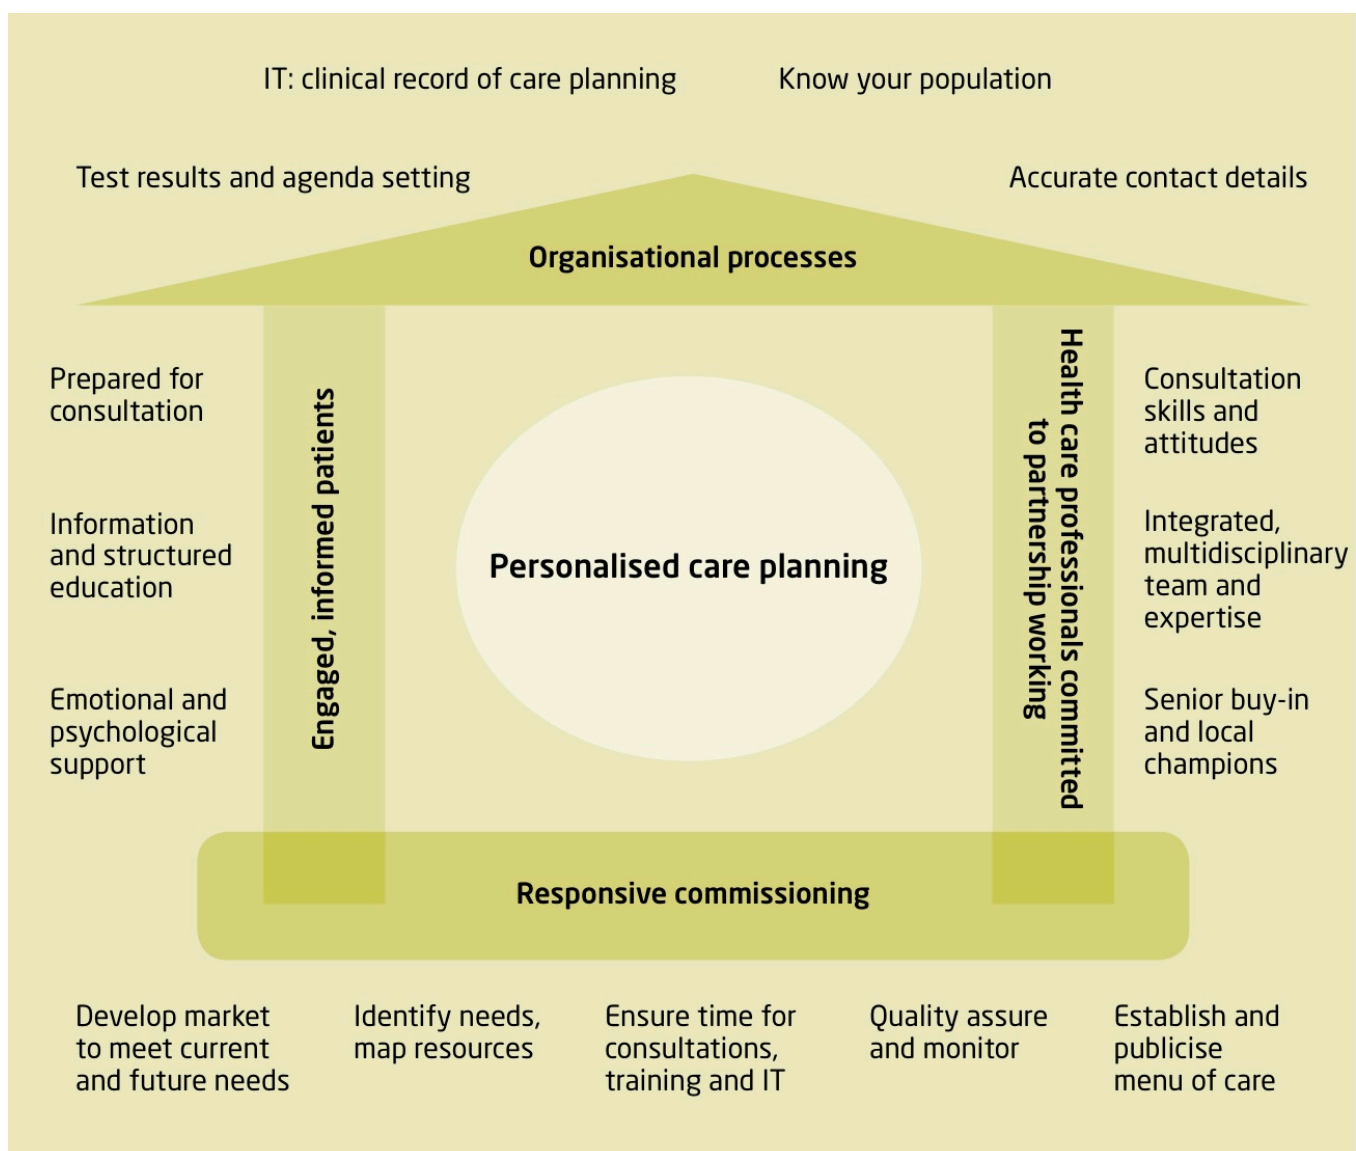 IT: clinical record of care planning
Know your population
Test results and agenda setting
Accurate contact details
Organisational processes
Prepared for
consultation
Information
and structured
education
Emotional and
psychological
support
Engaged, informed patients
Personalised care planning
Health care professionals committed
to partnership working
Consultation
skills and
attitudes
Integrated,
multidisciplinary
team and
expertise
Senior buy-in
and local
champions
Responsive commissioning
Develop market
to meet current
and future needs
Identify needs,
map resources
Ensure time for
consultations,
training and IT
Quality assure
and monitor
Establish and
publicise
menu of care